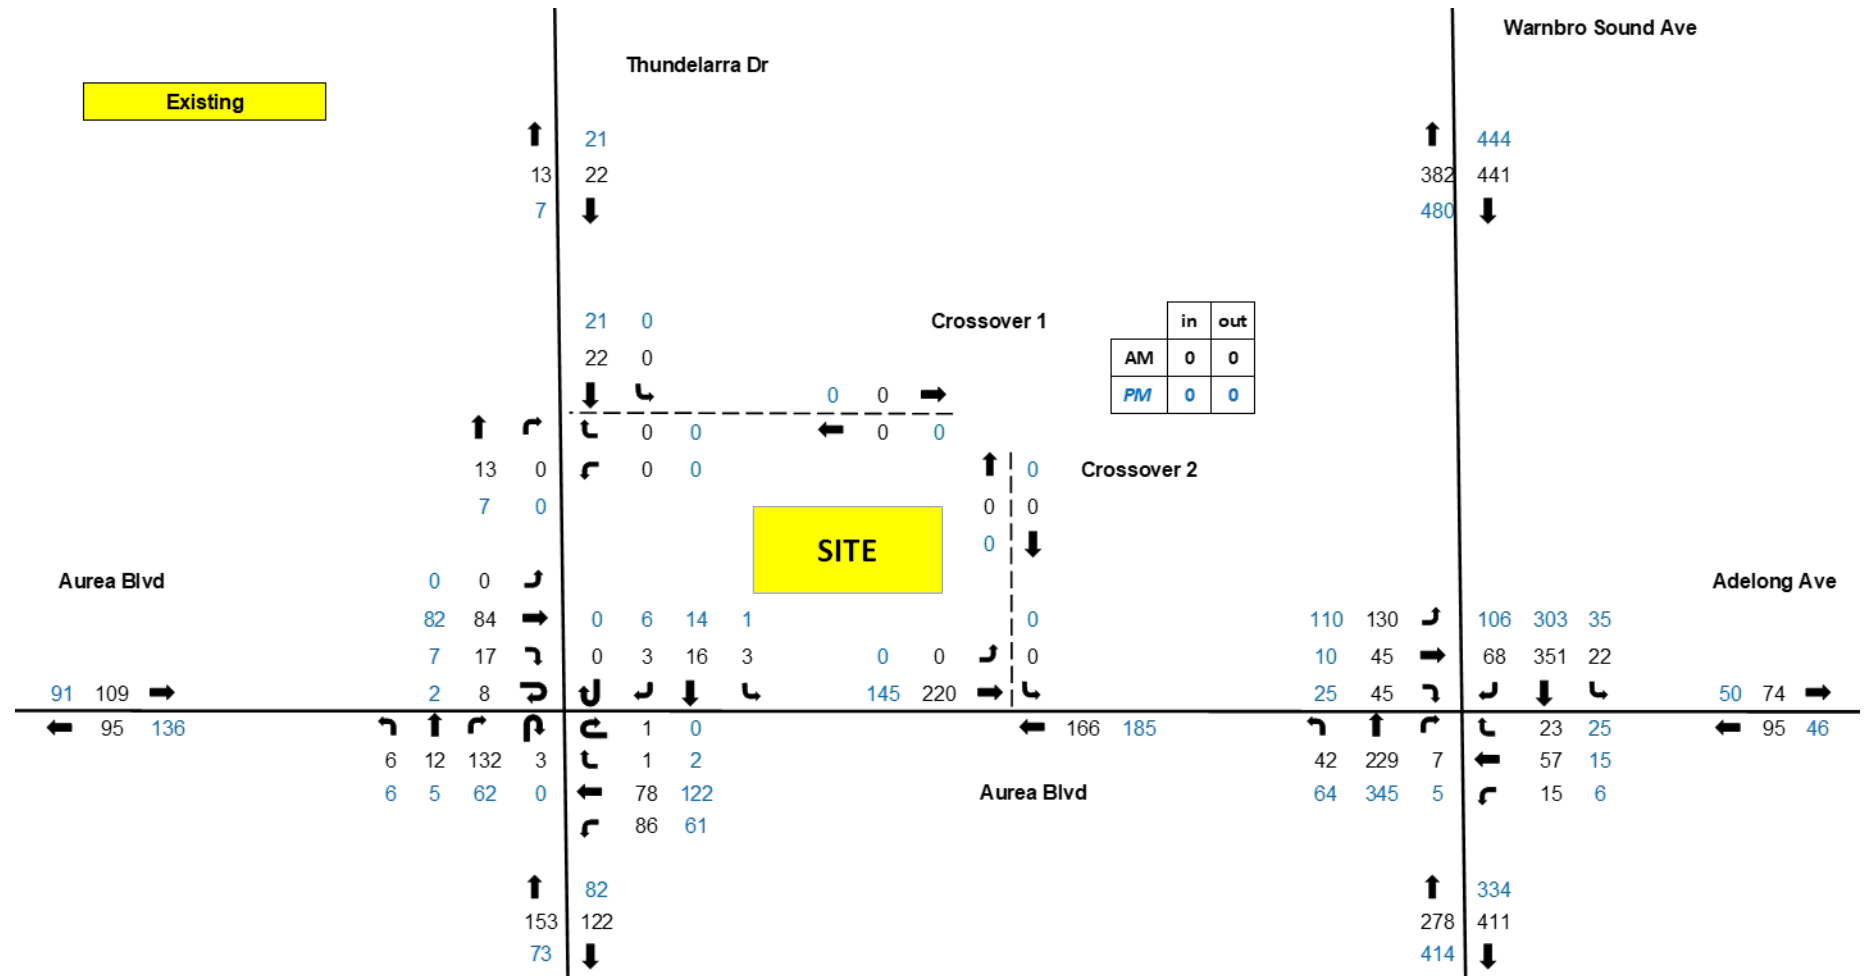 Warnbro Sound Ave
Thundelarra Dr
Existing
21 444
13 22 382 441
7 480
21 0 Crossover 1 in out
22 0 AM 0 0
0 0 PM 0 0
0 0 0 0
13 0 0 0 0 Crossover 2
7 0 0 0
SITE 0
Aurea Blvd 0 0 Adelong Ave
82 84 0 6 14 1 0 110 130 106 303 35
7 17 0 3 16 3 0 0 0 10 45 68 351 22
91 109 2 8 145 220 25 45 50 74
95 136 1 0 166 185 23 25 95 46
6 12 132 3 1 2 42 229 7 57 15
6 5 62 0 78 122 Aurea Blvd 64 345 5 15 6
86 61
82 334
153 122 278 411
73 414